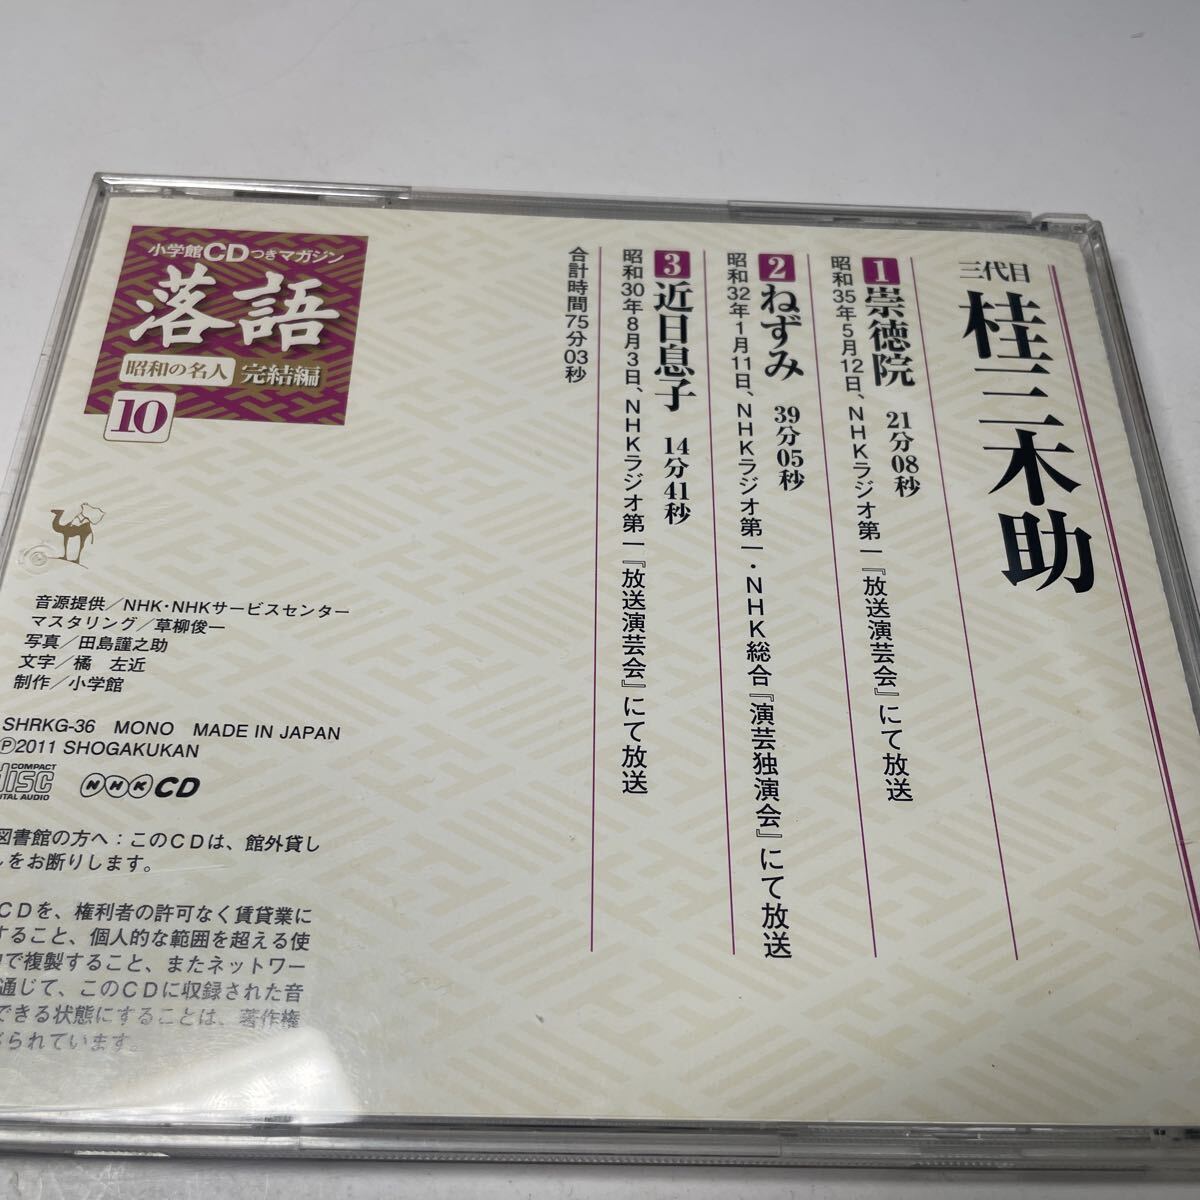 三代目
桂三木助
1 崇徳院 21分08秒
昭和35年5月12日、NHKラジオ第一『放送演芸会』にて放送
2 ねずみ 39分05秒
昭和32年1月11日、NHKラジオ第一・NHK総合『演芸独演会』にて放送
3 近日息子 14分41秒
昭和30年8月3日、NHKラジオ第一『放送演芸会』にて放送
合計時間75分03秒
小学館CDつきマガジン
落語
昭和の名人 完結編
10
音源提供/NHK・NHKサービスセンター
マスタリング/草柳俊一
写真/田島謹之助
文字/橘 左近
制作/小学館
SHRKG-36 MONO MADE IN JAPAN
Ⓟ2011 SHOGAKUKAN
COMPACT
disc
DIGITAL AUDIO
NHK CD
図書館の方へ:このCDは、館外貸し
しをお断りします。
CDを、権利者の許可なく賃貸業に
すること、個人的な範囲を超える使
で複製すること、またネットワー
通じて、このCDに収録された音
できる状態にすることは、著作権
られています。